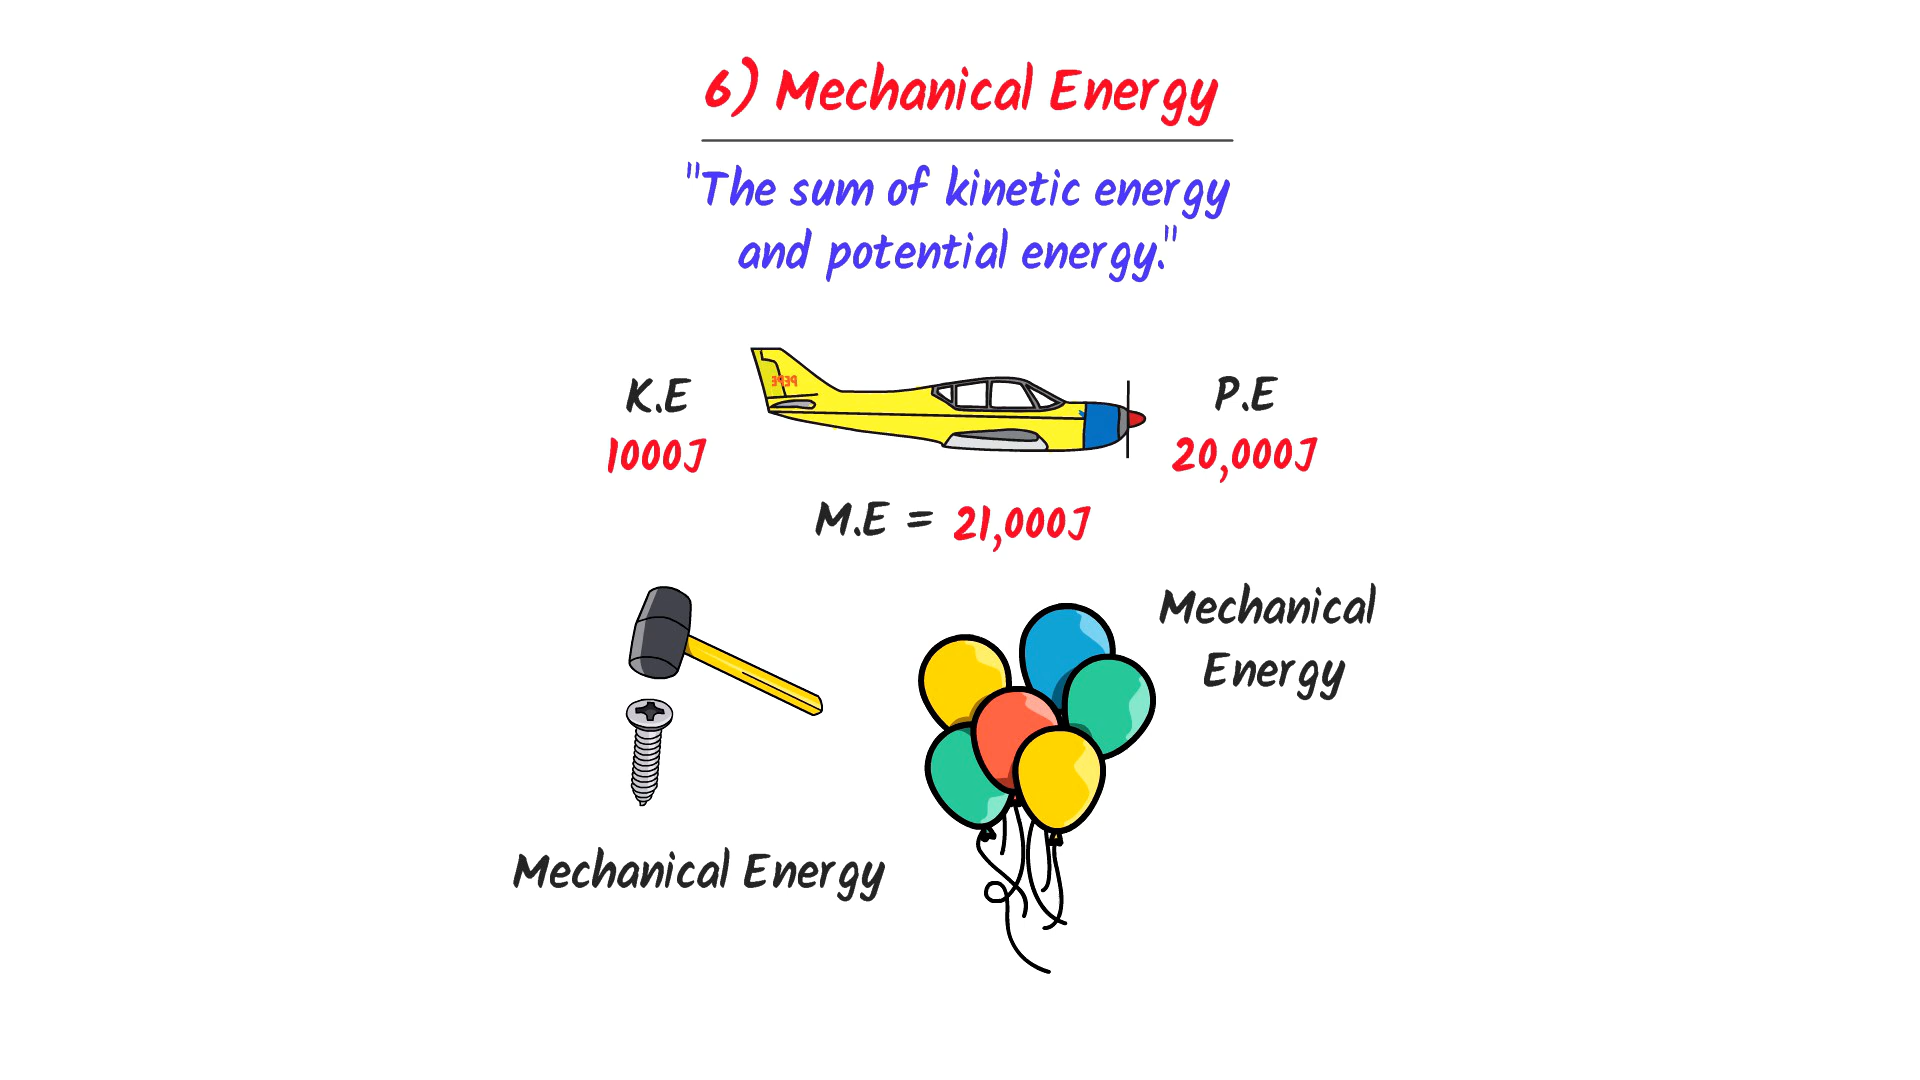 6) Mechanical Energy
"The sum of kinetic energy
and potential energy."
PEPE
K.E
1000J
P.E
20,000J
M.E = 21,000J
Mechanical
Energy
Mechanical Energy